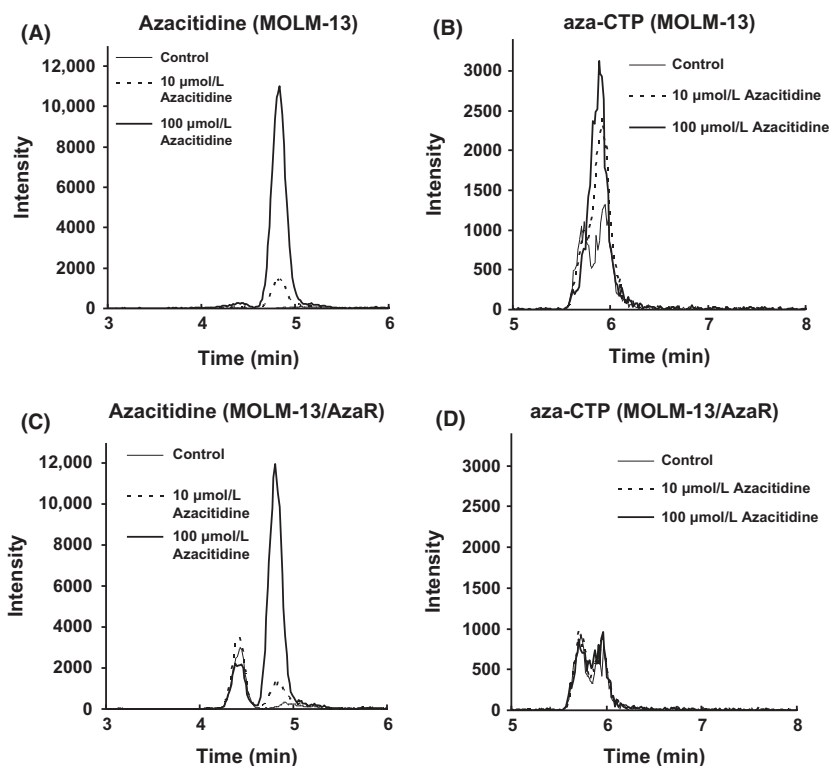 (A)
Azacitidine (MOLM-13)
Control
10 μmol/L
Azacitidine
100 μmol/L
Azacitidine
12,000
10,000
8000
6000
4000
2000
0
Intensity
3 4 5 6
Time (min)
(B)
aza-CTP (MOLM-13)
Control
10 μmol/L Azacitidine
100 μmol/L Azacitidine
3000
2500
2000
1500
1000
500
0
Intensity
5 6 7 8
Time (min)
(C)
Azacitidine (MOLM-13/AzaR)
Control
10 μmol/L
Azacitidine
100 μmol/L
Azacitidine
12,000
10,000
8000
6000
4000
2000
0
Intensity
3 4 5 6
Time (min)
(D)
aza-CTP (MOLM-13/AzaR)
Control
10 μmol/L Azacitidine
100 μmol/L Azacitidine
3000
2500
2000
1500
1000
500
0
Intensity
5 6 7 8
Time (min)